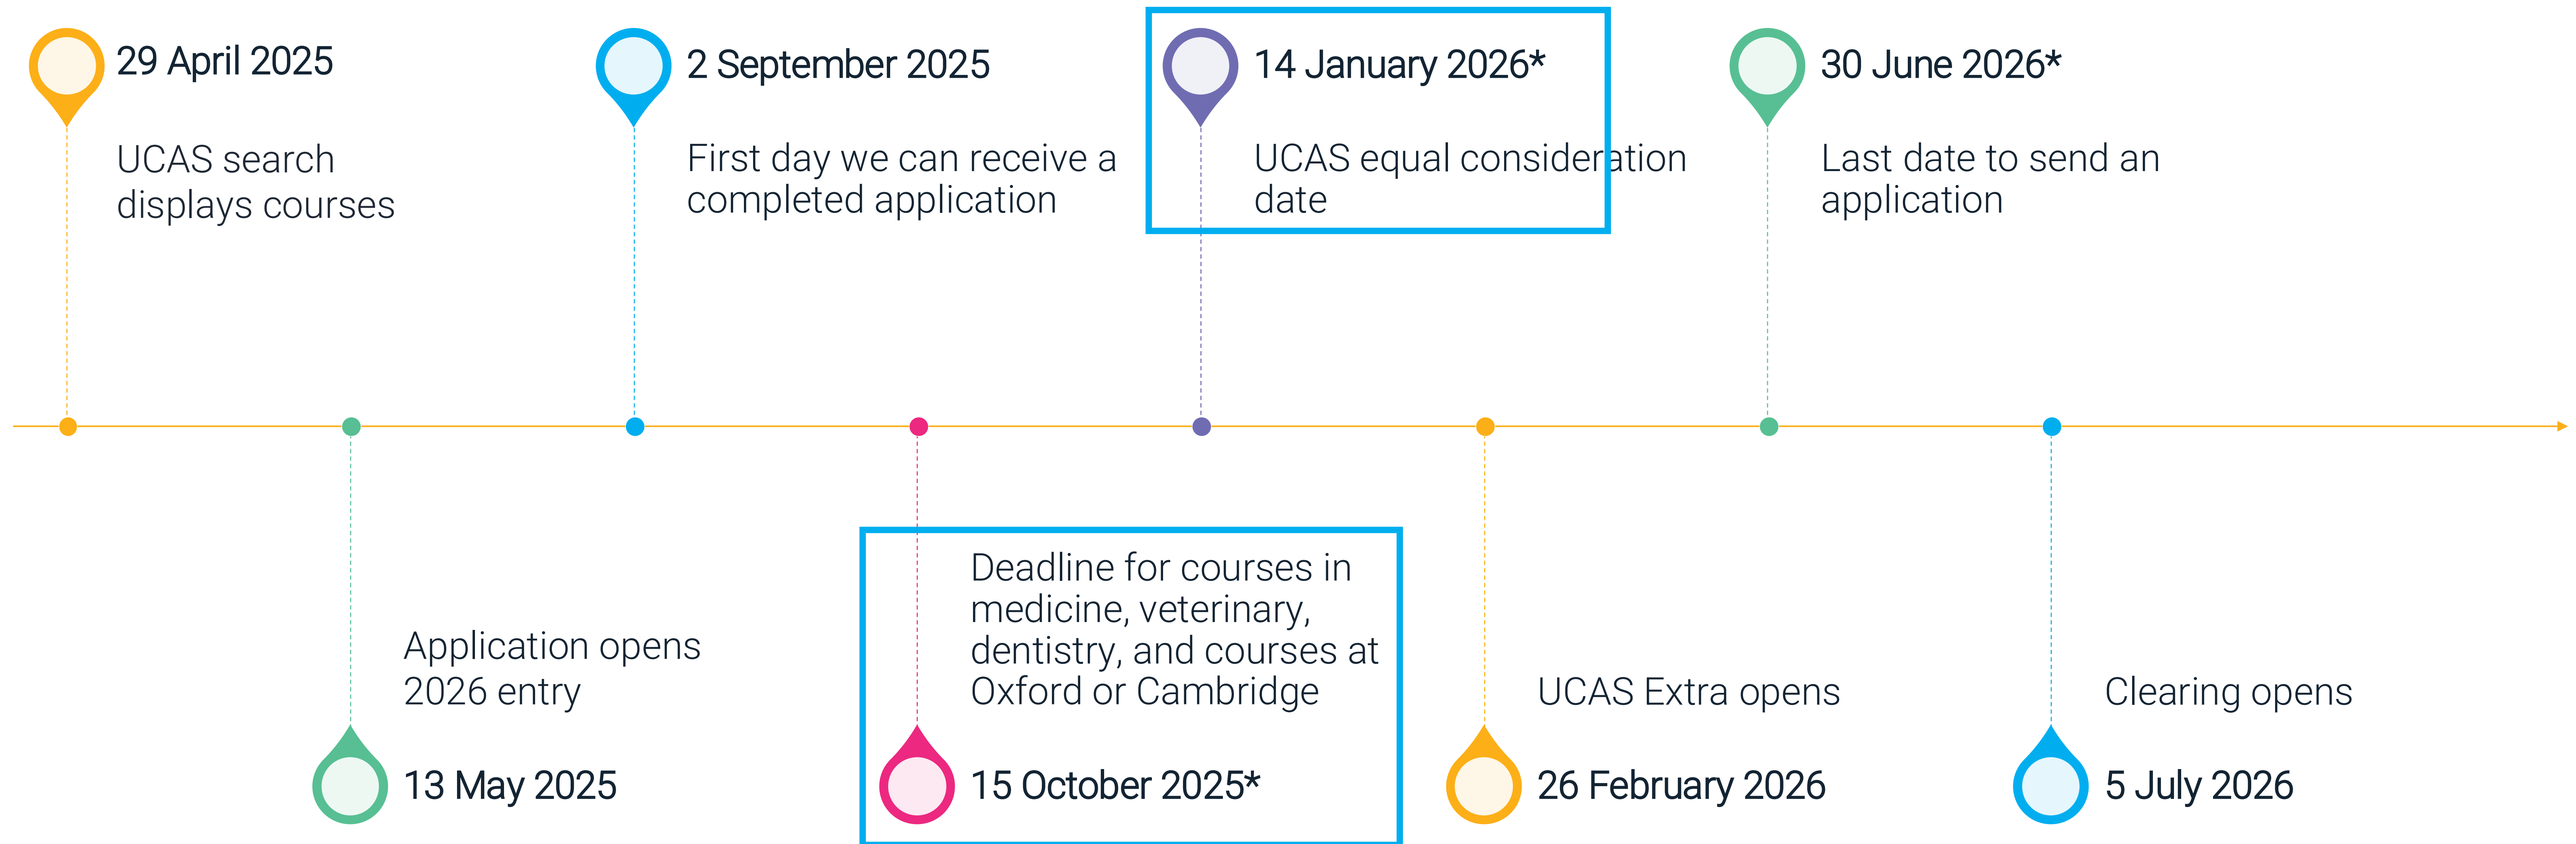 29 April 2025
UCAS search
displays courses
Application opens
2026 entry
13 May 2025
2 September 2025
First day we can receive a
completed application
Deadline for courses in
medicine, veterinary,
dentistry, and courses at
Oxford or Cambridge
15 October 2025*
14 January 2026*
UCAS equal consideration
date
UCAS Extra opens
26 February 2026
30 June 2026*
Last date to send an
application
Clearing opens
5 July 2026